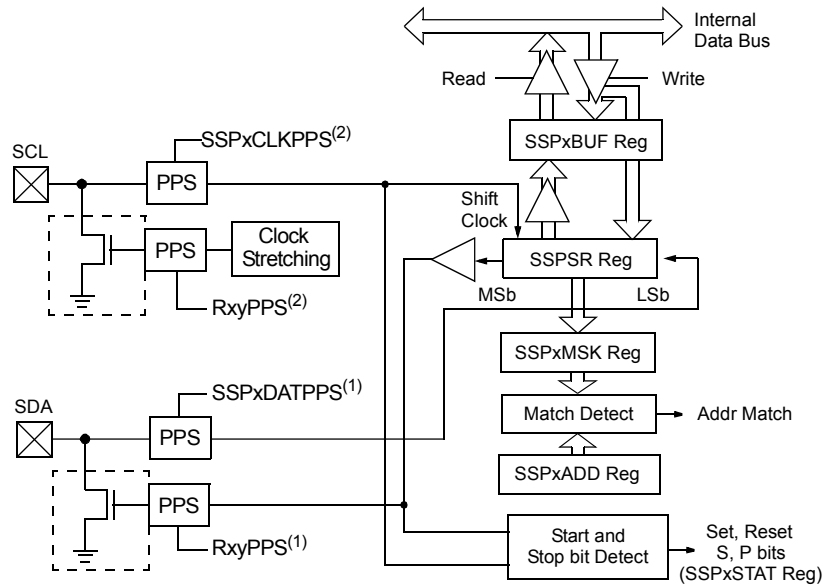 Internal
Data Bus
Read
Write
SSPxCLKPPS(2)
SCL
SSPxBUF Reg
PPS
Shift
Clock
PPS
Clock
Stretching
SSPSR Reg
MSb
LSb
RxyPPS(2)
SSPxMSK Reg
SSPxDATPPS(1)
SDA
Match Detect
Addr Match
PPS
SSPxADD Reg
PPS
Start and
Stop bit Detect
Set, Reset
S, P bits
(SSPxSTAT Reg)
RxyPPS(1)